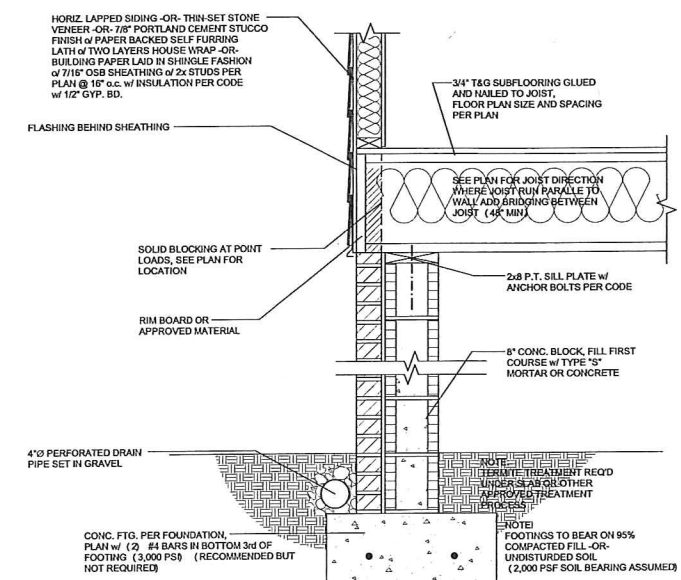 HORIZ. LAPPED SIDING -OR- THIN-SET STONE
VENEER -OR- 7/8" PORTLAND CEMENT STUCCO
FINISH o/ PAPER BACKED SELF FURRING
LATH o/ TWO LAYERS HOUSE WRAP -OR-
BUILDING PAPER LAID IN SHINGLE FASHION
o/ 7/16" OSB SHEATHING o/ 2x STUDS PER
PLAN @ 16" o.c. w/ INSULATION PER CODE
w/ 1/2" GYP. BD.
3/4" T&G SUBFLOORING GLUED
AND NAILED TO JOIST,
FLOOR PLAN SIZE AND SPACING
PER PLAN
FLASHING BEHIND SHEATHING
SEE PLAN FOR JOIST DIRECTION
WHERE JOIST RUN PARALLE TO
WALL ADD BRIDGING BETWEEN
JOIST (48" MIN)
SOLID BLOCKING AT POINT
LOADS, SEE PLAN FOR
LOCATION
2x8 P.T. SILL PLATE w/
ANCHOR BOLTS PER CODE
RIM BOARD OR
APPROVED MATERIAL
8" CONC. BLOCK, FILL FIRST
COURSE w/ TYPE "S"
MORTAR OR CONCRETE
4"Ø PERFORATED DRAIN
PIPE SET IN GRAVEL
NOTE:
TERMITE TREATMENT REQ'D
UNDER SLAB OR OTHER
APPROVED TREATMENT
PROCESS
CONC. FTG. PER FOUNDATION,
PLAN w/ (2) #4 BARS IN BOTTOM 3rd OF
FOOTING (3,000 PSI) (RECOMMENDED BUT
NOT REQUIRED)
NOTE!
FOOTINGS TO BEAR ON 95%
COMPACTED FILL -OR-
UNDISTURBED SOIL
(2,000 PSF SOIL BEARING ASSUMED)